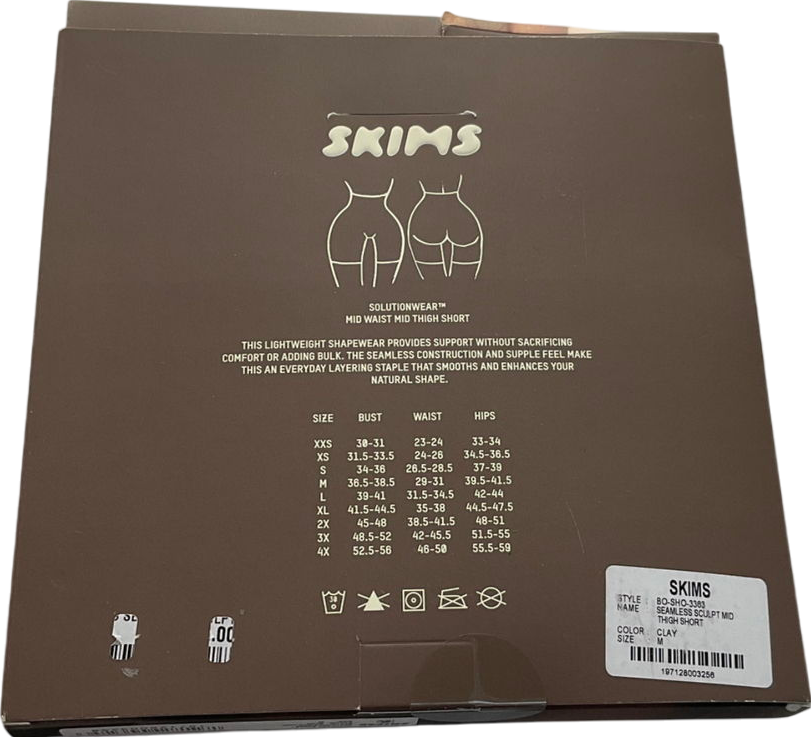 SKIMS
SOLUTIONWEAR™
MID WAIST MID THIGH SHORT
THIS LIGHTWEIGHT SHAPEWEAR PROVIDES SUPPORT WITHOUT SACRIFICING
COMFORT OR ADDING BULK. THE SEAMLESS CONSTRUCTION AND SUPPLE FEEL MAKE
THIS AN EVERYDAY LAYERING STAPLE THAT SMOOTHS AND ENHANCES YOUR
NATURAL SHAPE.
SIZE BUST WAIST HIPS
XXS 30-31 23-24 33-34
XS 31.5-33.5 24-26 34.5-36.5
S 34-36 26.5-28.5 37-39
M 36.5-38.5 29-31 39.5-41.5
L 39-41 31.5-34.5 42-44
XL 41.5-44.5 35-38 44.5-47.5
2X 45-48 38.5-41.5 48-51
3X 48.5-52 42-45.5 51.5-55
4X 52.5-56 46-50 55.5-59
30
.00
SKIMS
STYLE : BO-SHO-3363
NAME : SEAMLESS SCULPT MID
THIGH SHORT
COLOR : CLAY
SIZE : M
197128003256